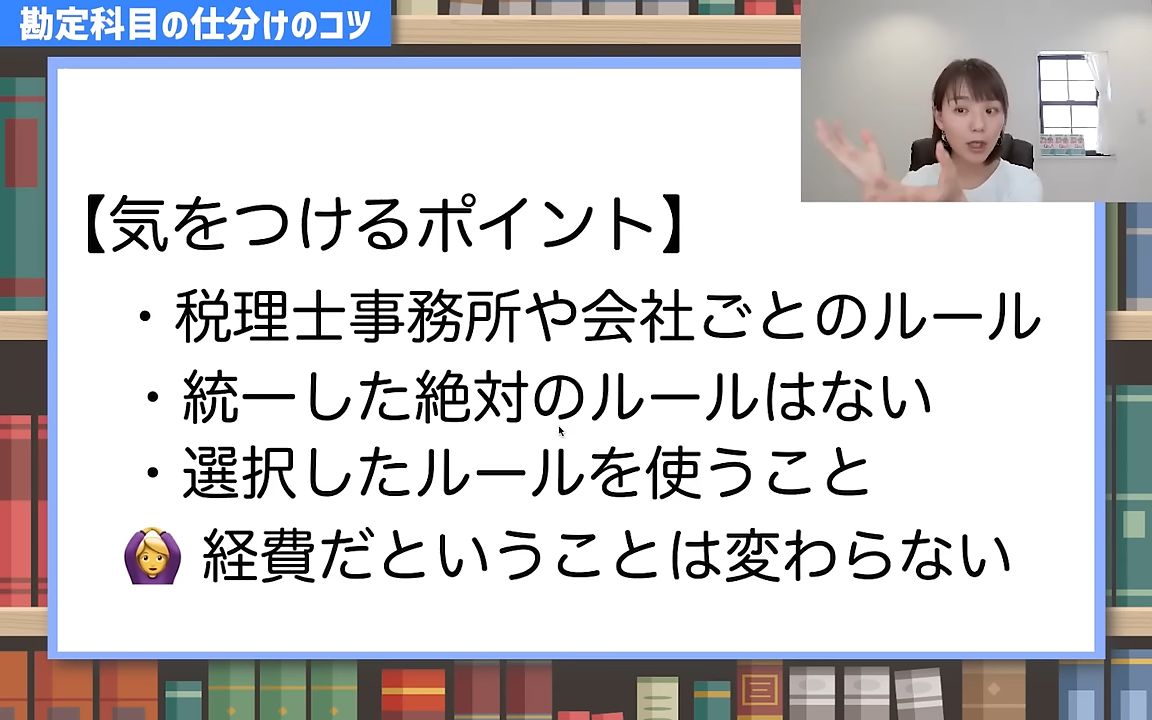 勘定科目の仕分けのコツ
【気をつけるポイント】
・税理士事務所や会社ごとのルール
・統一した絶対のルールはない
・選択したルールを使うこと
🙆 経費だということは変わらない